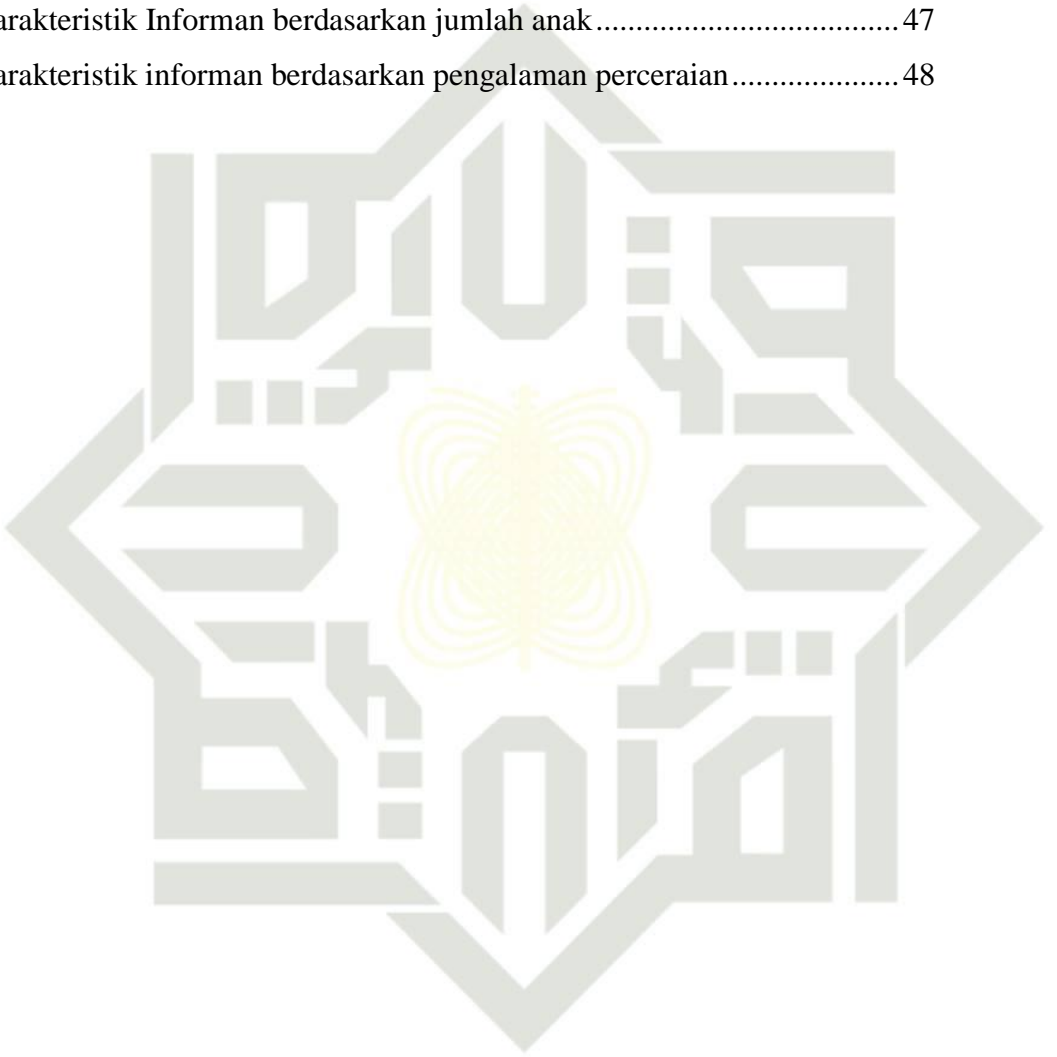 arakteristik Informan berdasarkan jumlah anak.................................. 47
arakteristik informan berdasarkan pengalaman perceraian..................... 48